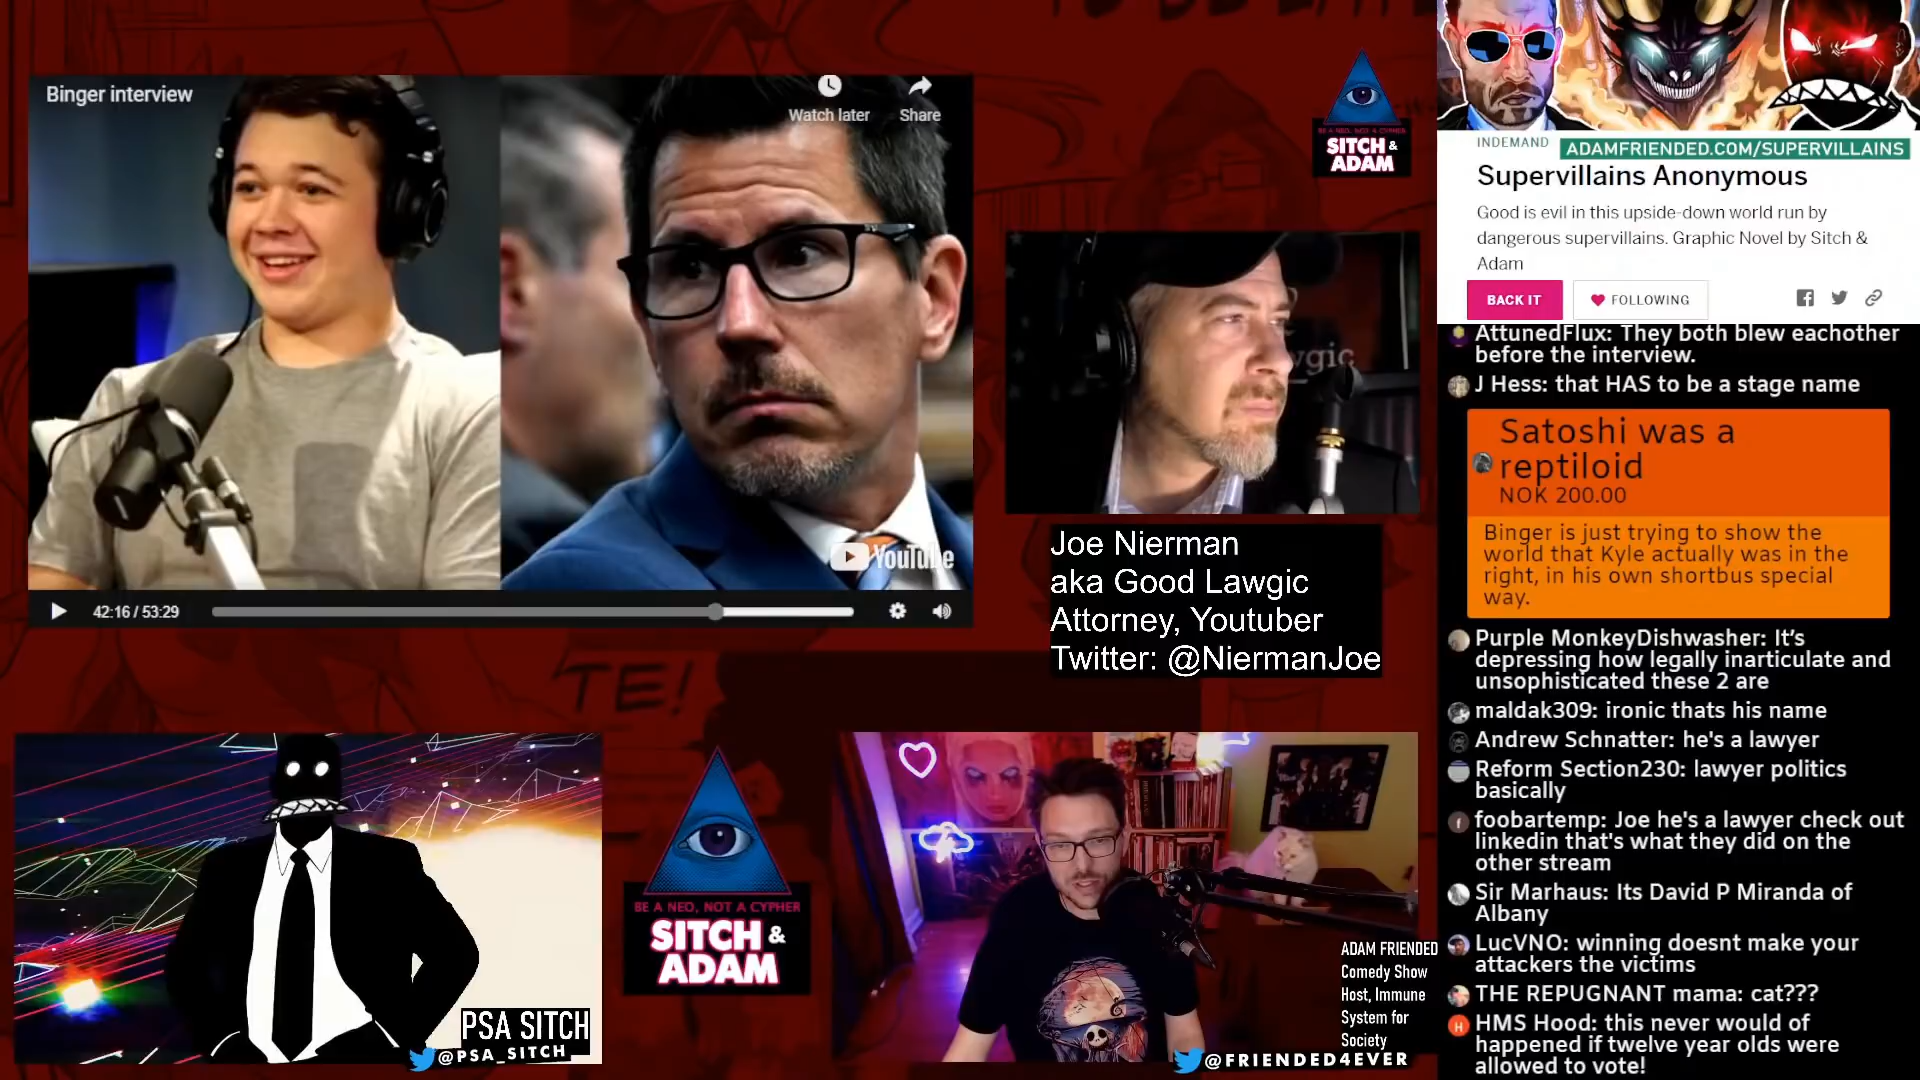 Binger interview
Watch later
Share
YouTube
42:16 / 53:29
BE A NEO, NOT A CYPHER
SITCH &
ADAM
Joe Nierman
aka Good Lawgic
Attorney, Youtuber
Twitter: @NiermanJoe
TE!
PSA SITCH
@PSA_SITCH
BE A NEO, NOT A CYPHER
SITCH &
ADAM
ADAM FRIENDED
Comedy Show
Host, Immune
System for
Society
@FRIENDED4EVER
INDEMAND
ADAMFRIENDED.COM/SUPERVILLAINS
Supervillains Anonymous
Good is evil in this upside-down world run by
dangerous supervillains. Graphic Novel by Sitch &
Adam
BACK IT
FOLLOWING
AttunedFlux: They both blew eachother
before the interview.
J Hess: that HAS to be a stage name
Satoshi was a
reptiloid
NOK 200.00
Binger is just trying to show the
world that Kyle actually was in the
right, in his own shortbus special
way.
Purple MonkeyDishwasher: It's
depressing how legally inarticulate and
unsophisticated these 2 are
maldak309: ironic thats his name
Andrew Schnatter: he's a lawyer
Reform Section230: lawyer politics
basically
foobartemp: Joe he's a lawyer check out
linkedin that's what they did on the
other stream
Sir Marhaus: Its David P Miranda of
Albany
LucVNO: winning doesnt make your
attackers the victims
THE REPUGNANT mama: cat???
HMS Hood: this never would of
happened if twelve year olds were
allowed to vote!